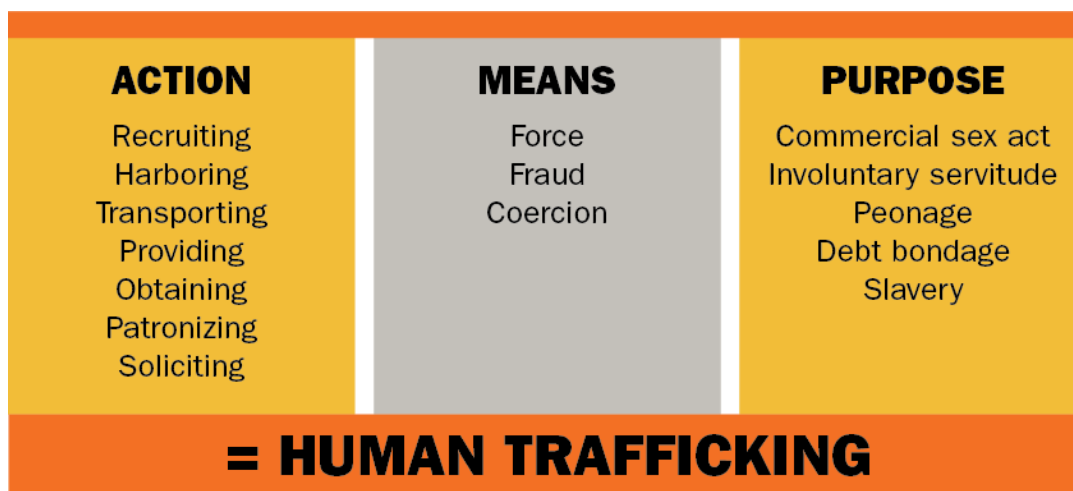 ACTION
Recruiting
Harboring
Transporting
Providing
Obtaining
Patronizing
Soliciting
MEANS
Force
Fraud
Coercion
PURPOSE
Commercial sex act
Involuntary servitude
Peonage
Debt bondage
Slavery
= HUMAN TRAFFICKING